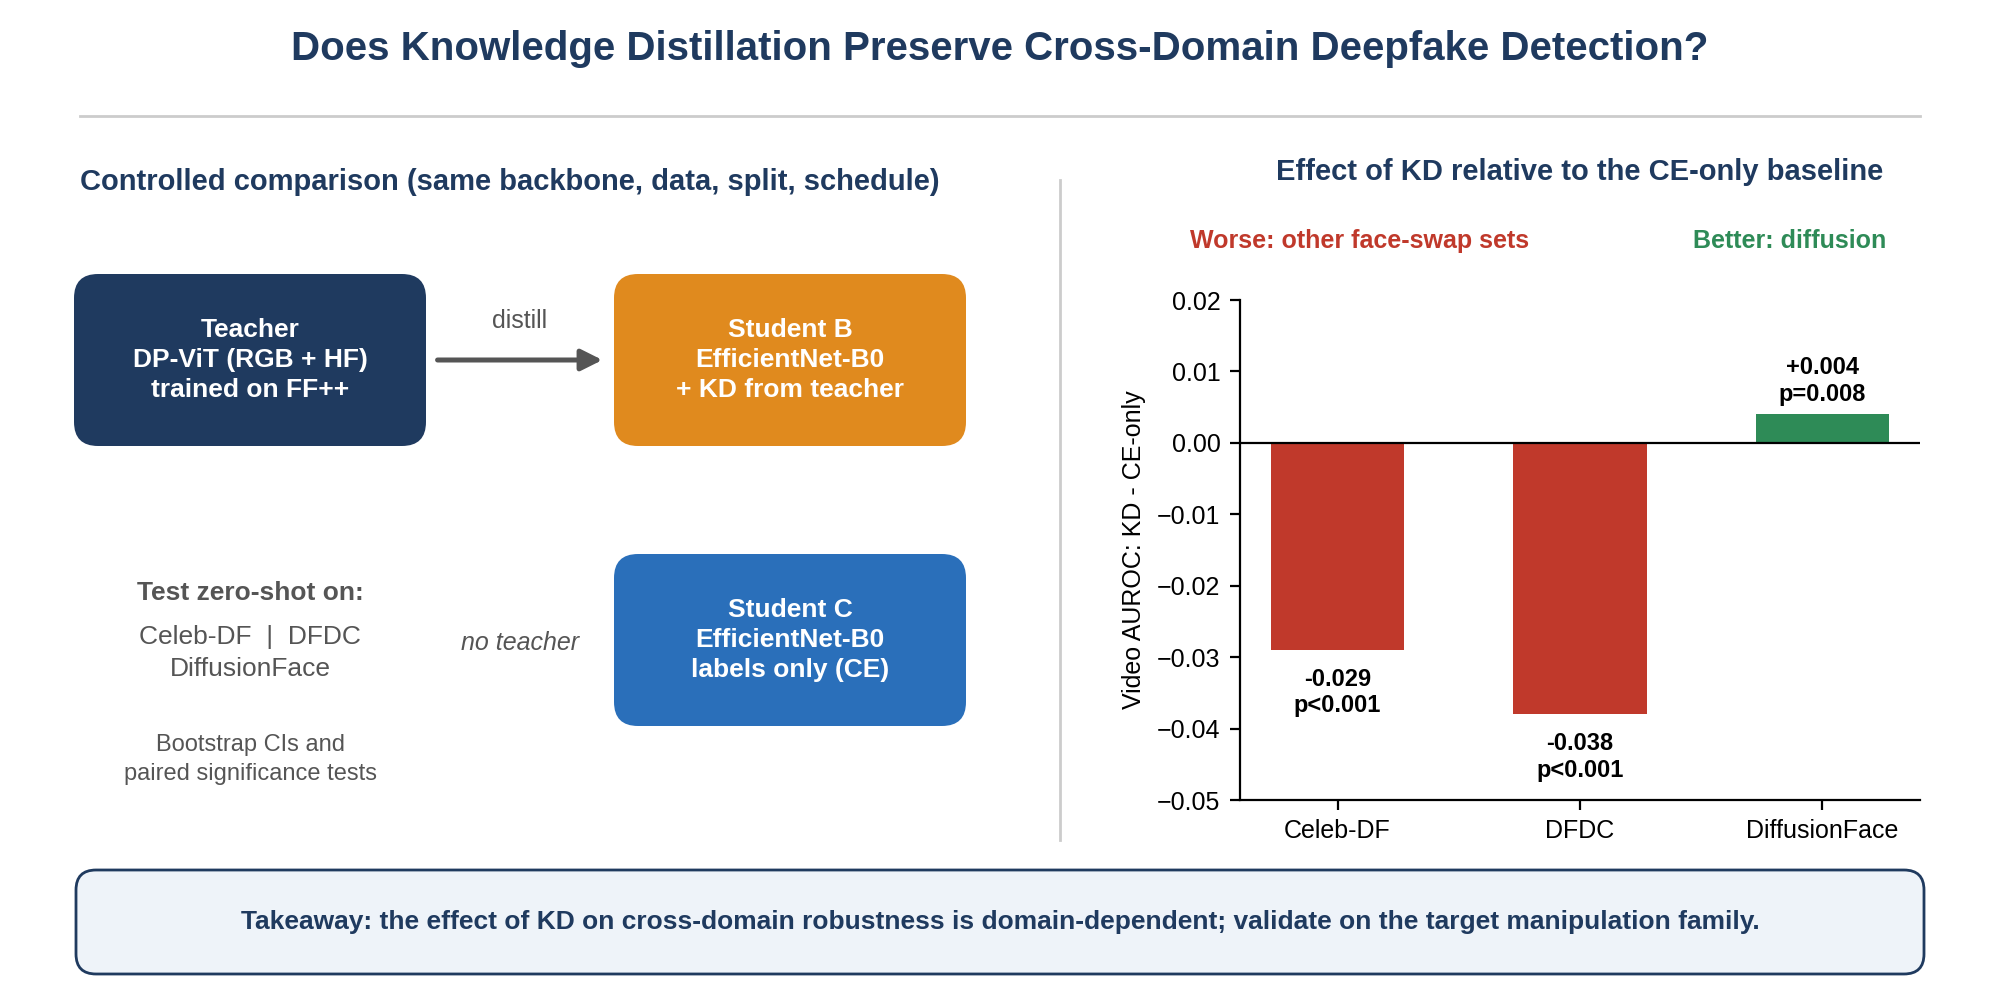 Does Knowledge Distillation Preserve Cross-Domain Deepfake Detection?
Controlled comparison (same backbone, data, split, schedule)
Teacher
DP-ViT (RGB + HF)
trained on FF++
distill
Student B
EfficientNet-B0
+ KD from teacher
Test zero-shot on:
Celeb-DF | DFDC
DiffusionFace
Bootstrap CIs and
paired significance tests
no teacher
Student C
EfficientNet-B0
labels only (CE)
Effect of KD relative to the CE-only baseline
Worse: other face-swap sets
Better: diffusion
Video AUROC: KD - CE-only
0.02
0.01
0.00
−0.01
−0.02
−0.03
−0.04
−0.05
-0.029
p<0.001
-0.038
p<0.001
+0.004
p=0.008
Celeb-DF
DFDC
DiffusionFace
Takeaway: the effect of KD on cross-domain robustness is domain-dependent; validate on the target manipulation family.